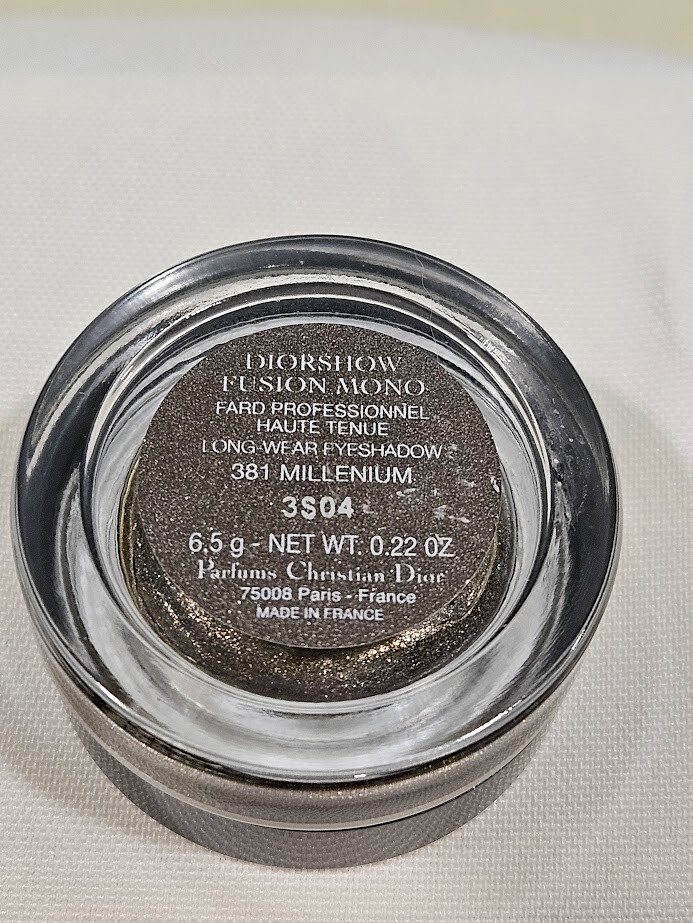 DIORSHOW
FUSION MONO
FARD PROFESSIONNEL
HAUTE TENUE
LONG-WEAR EYESHADOW
381 MILLENIUM
3S04
6.5 g - NET WT. 0.22 OZ
Parfums Christian Dior
75008 Paris - France
MADE IN FRANCE